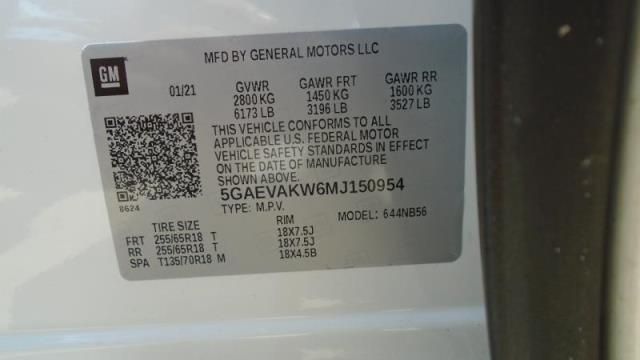 MFD BY GENERAL MOTORS LLC
GM
01/21 GVWR GAWR FRT GAWR RR
2800 KG 1450 KG 1600 KG
6173 LB 3196 LB 3527 LB
THIS VEHICLE CONFORMS TO ALL
APPLICABLE U.S. FEDERAL MOTOR
VEHICLE SAFETY STANDARDS IN EFFECT
ON THE DATE OF MANUFACTURE
SHOWN ABOVE.
5GAEVAKW6MJ150954
8624
TYPE: M.P.V. MODEL: 644NB56
TIRE SIZE RIM
FRT 255/65R18 T 18X7.5J
RR 255/65R18 T 18X7.5J
SPA T135/70R18 M 18X4.5B